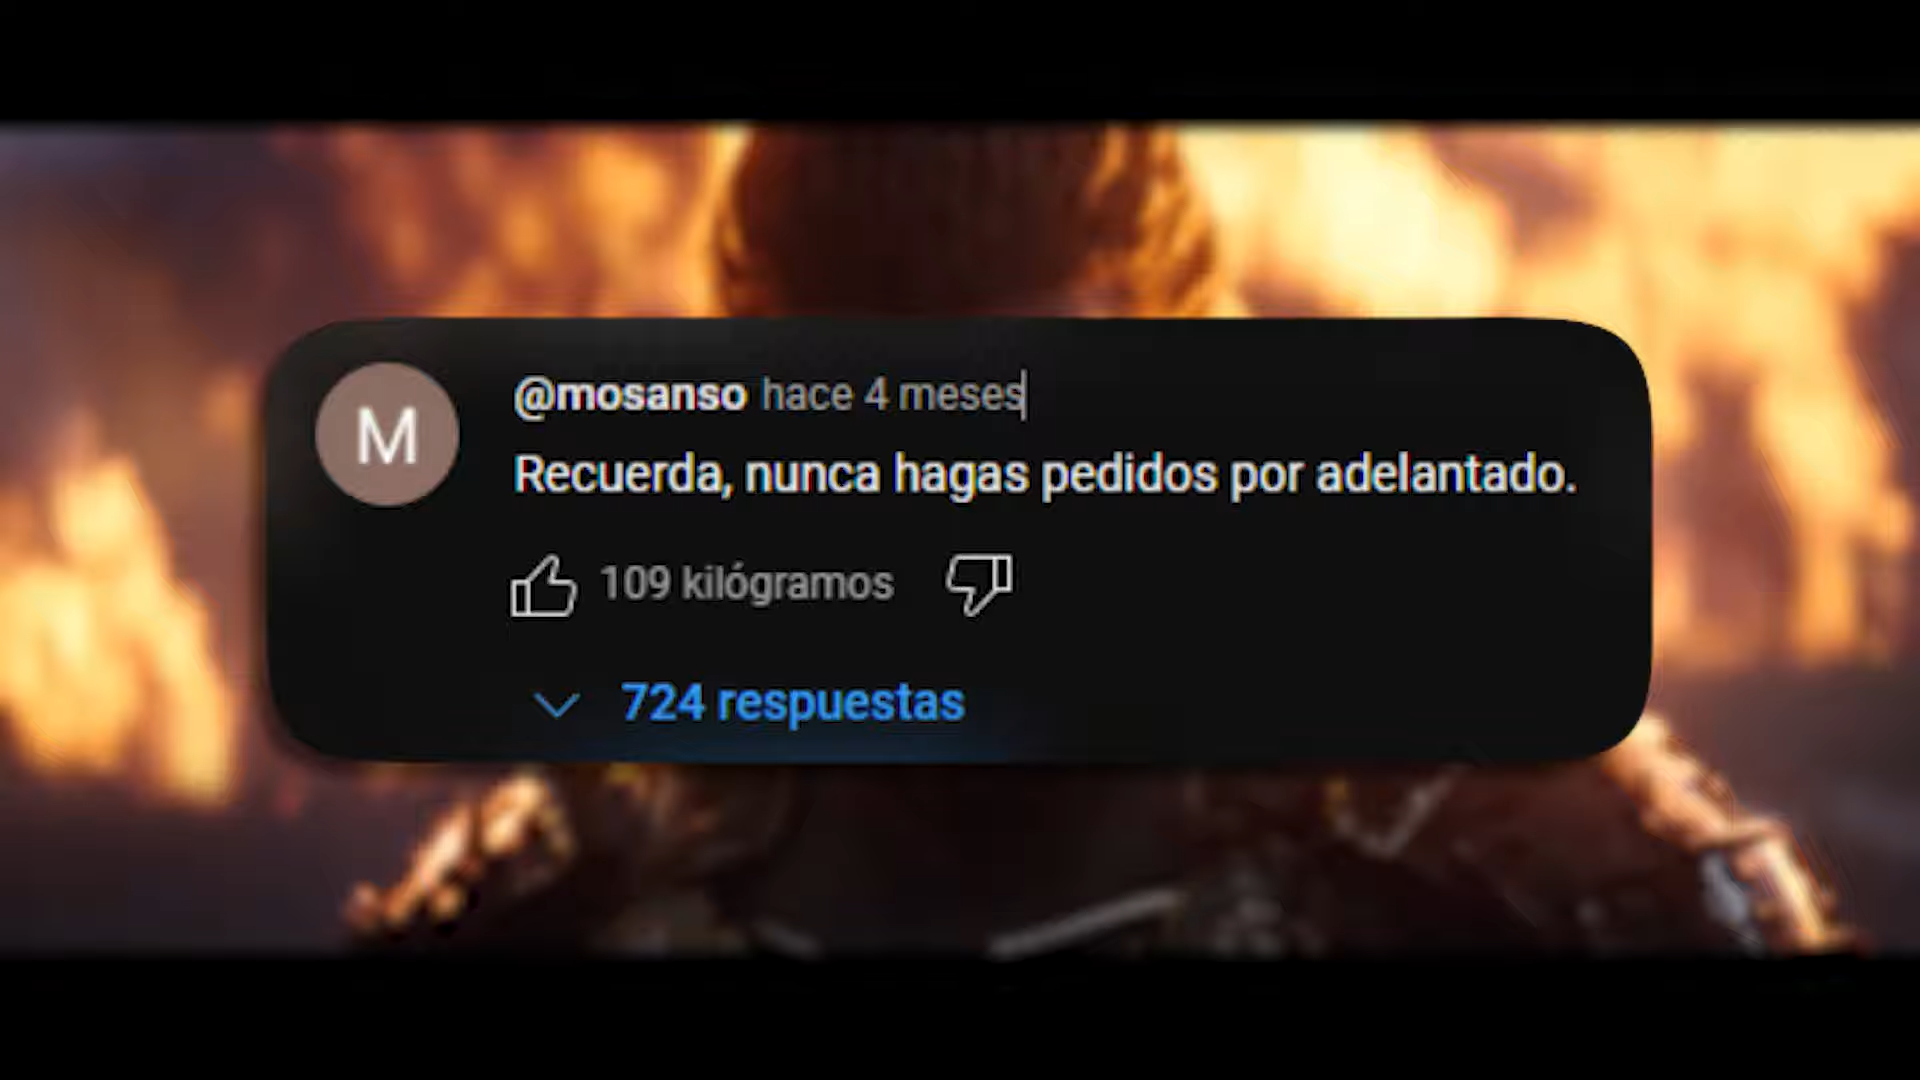 M
@mosanso hace 4 meses
Recuerda, nunca hagas pedidos por adelantado.
109 kilógramos
724 respuestas